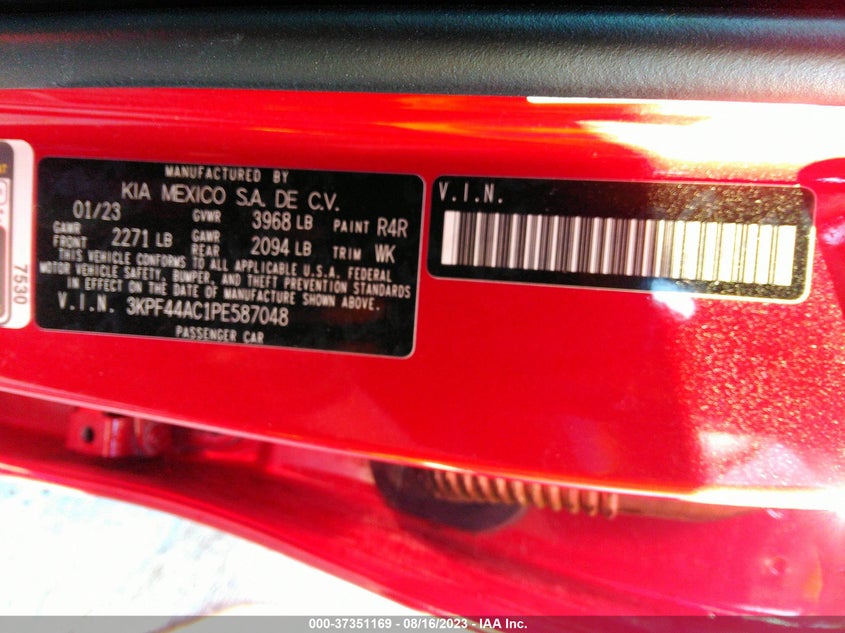 MANUFACTURED BY
KIA MEXICO S.A. DE C.V.
01/23 GVWR 3968 LB PAINT R4R
GAWR FRONT 2271 LB GAWR REAR 2094 LB TRIM WK
THIS VEHICLE CONFORMS TO ALL APPLICABLE U.S.A. FEDERAL
MOTOR VEHICLE SAFETY, BUMPER, AND THEFT PREVENTION STANDARDS
IN EFFECT ON THE DATE OF MANUFACTURE SHOWN ABOVE.
V.I.N. 3KPF44AC1PE587048
PASSENGER CAR
V.I.N.
7530
000-37351169 - 08/16/2023 - IAA Inc.